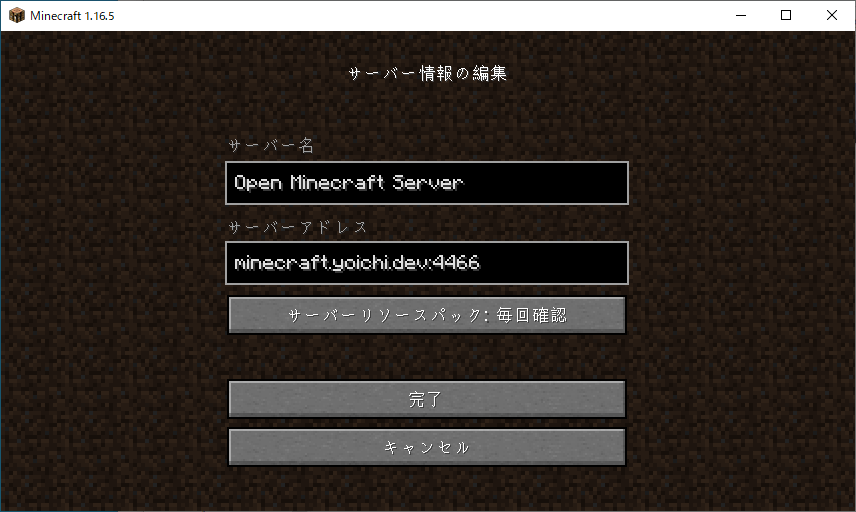 Minecraft 1.16.5
サーバー情報の編集
サーバー名
Open Minecraft Server
サーバーアドレス
minecraft.yoichi.dev:4466
サーバーリソースパック: 毎回確認
完了
キャンセル